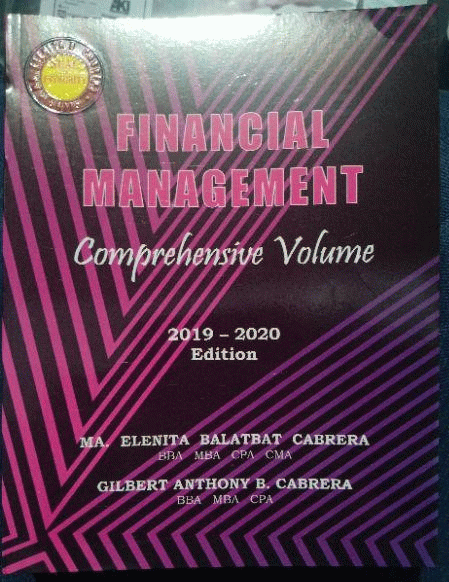 FINANCIAL
MANAGEMENT
Comprehensive Volume
2019 – 2020
Edition
MA. ELENITA BALATBAT CABRERA
BBA MBA CPA CMA
GILBERT ANTHONY B. CABRERA
BBA MBA CPA